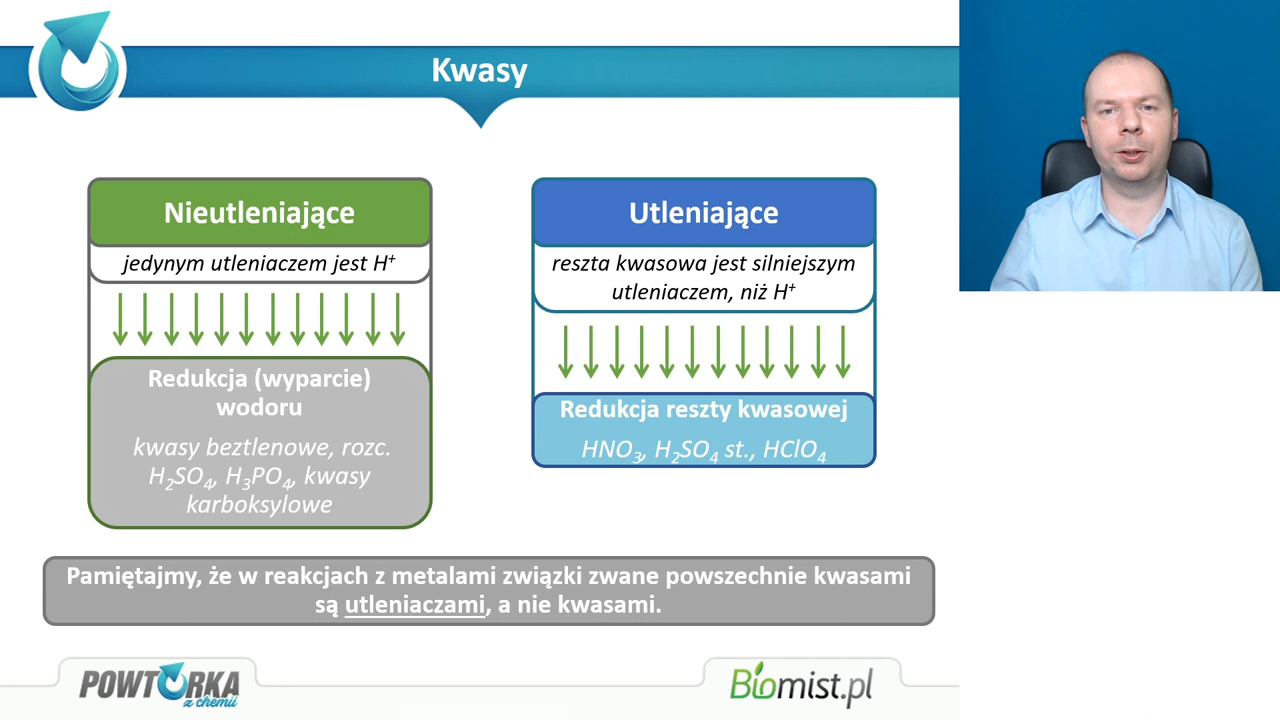 Kwasy
Nieutleniające
jedynym utleniaczem jest H⁺
Redukcja (wyparcie)
wodoru
kwasy beztlenowe, rozc.
H₂SO₄, H₃PO₄, kwasy
karboksylowe
Utleniające
reszta kwasowa jest silniejszym
utleniaczem, niż H⁺
Redukcja reszty kwasowej
HNO₃, H₂SO₄ st., HClO₄
Pamiętajmy, że w reakcjach z metalami związki zwane powszechnie kwasami
są utleniaczami, a nie kwasami.
POWTÓRKA
z chemii
Biomist.pl